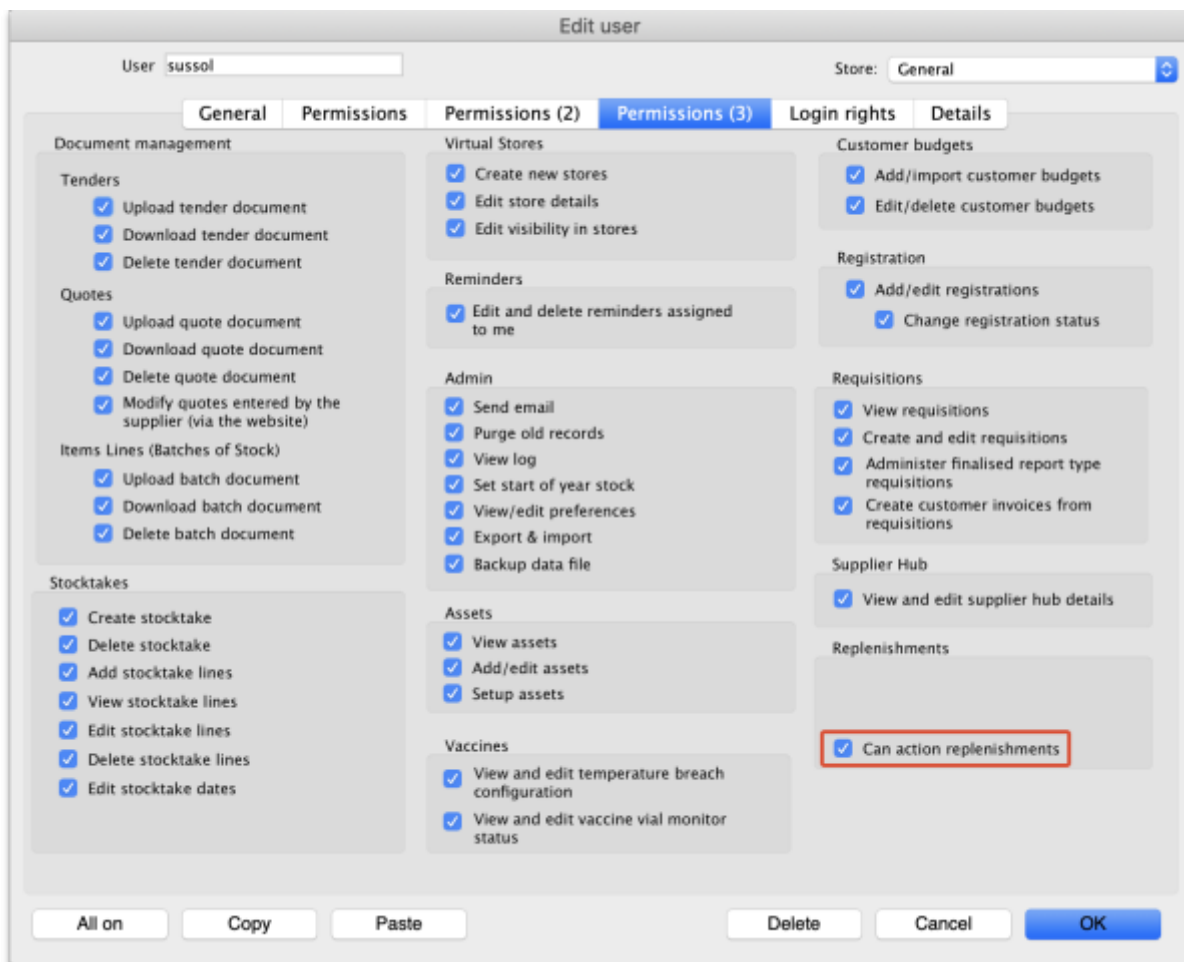 Edit user
User sussol
Store: General
General Permissions Permissions (2) Permissions (3) Login rights Details
Document management
Tenders
Upload tender document
Download tender document
Delete tender document
Quotes
Upload quote document
Download quote document
Delete quote document
Modify quotes entered by the
supplier (via the website)
Items Lines (Batches of Stock)
Upload batch document
Download batch document
Delete batch document
Stocktakes
Create stocktake
Delete stocktake
Add stocktake lines
View stocktake lines
Edit stocktake lines
Delete stocktake lines
Edit stocktake dates
Virtual Stores
Create new stores
Edit store details
Edit visibility in stores
Reminders
Edit and delete reminders assigned
to me
Admin
Send email
Purge old records
View log
Set start of year stock
View/edit preferences
Export & import
Backup data file
Assets
View assets
Add/edit assets
Setup assets
Vaccines
View and edit temperature breach
configuration
View and edit vaccine vial monitor
status
Customer budgets
Add/import customer budgets
Edit/delete customer budgets
Registration
Add/edit registrations
Change registration status
Requisitions
View requisitions
Create and edit requisitions
Administer finalised report type
requisitions
Create customer invoices from
requisitions
Supplier Hub
View and edit supplier hub details
Replenishments
Can action replenishments
All on Copy Paste Delete Cancel OK